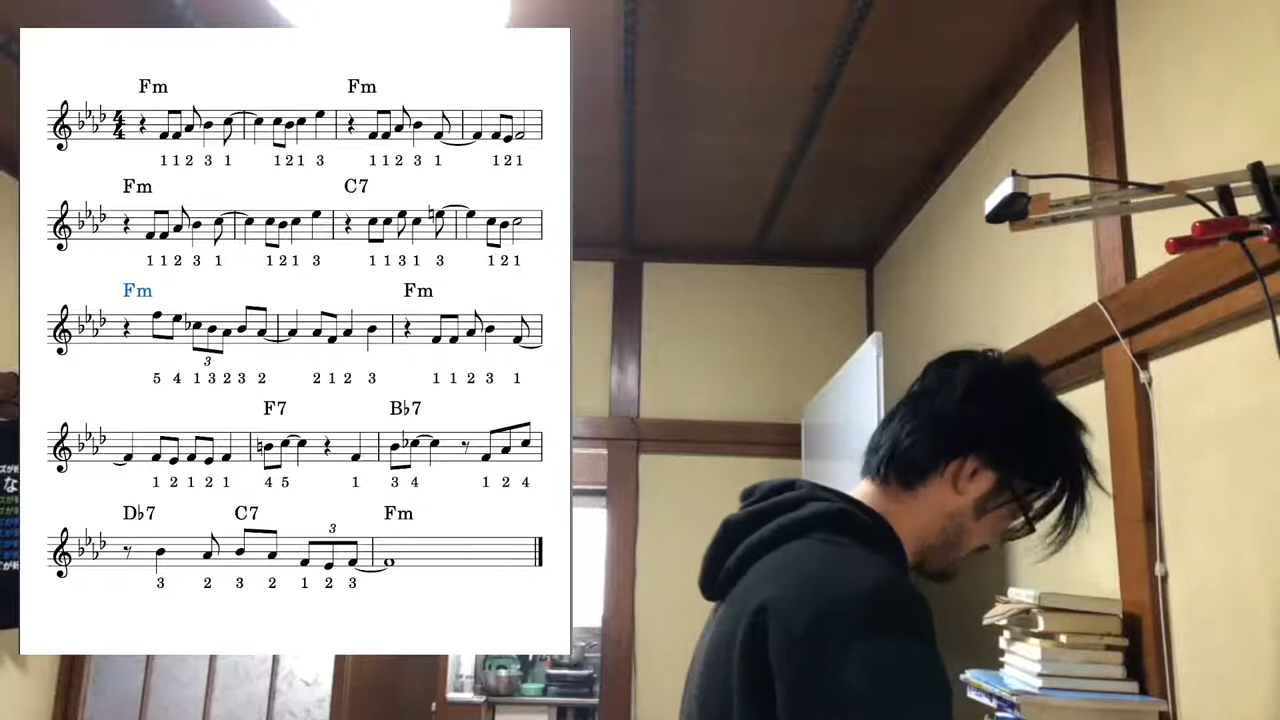 Fm Fm
4
4
1 1 2 3 1 1 2 1 3 1 1 2 3 1 1 2 1
Fm C7
1 1 2 3 1 1 2 1 3 1 1 3 1 3 1 2 1
Fm Fm
3
5 4 1 3 2 3 2 2 1 2 3 1 1 2 3 1
F7 B♭7
1 2 1 2 1 4 5 1 3 4 1 2 4
D♭7 C7 Fm
3
3 2 3 2 1 2 3